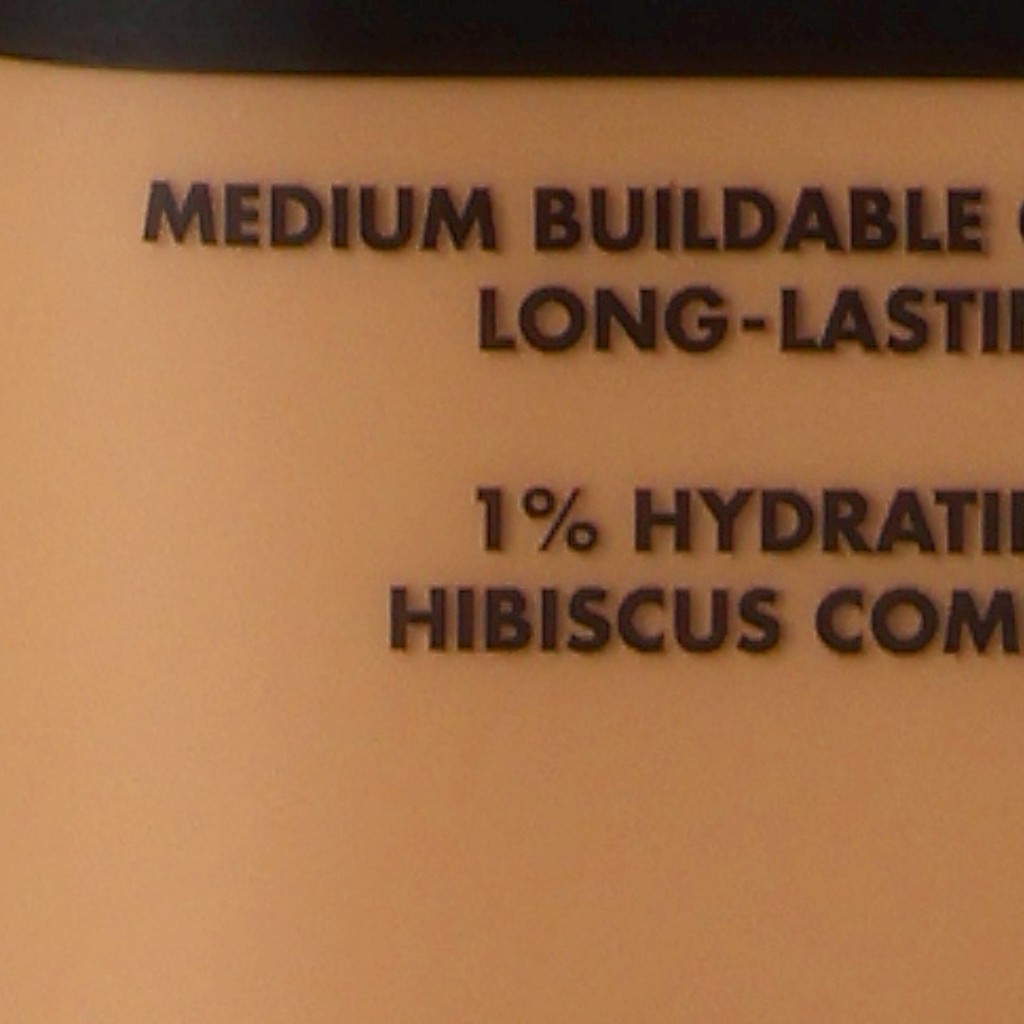 MEDIUM BUILDABLE
LONG-LASTI
1% HYDRATI
HIBISCUS COM